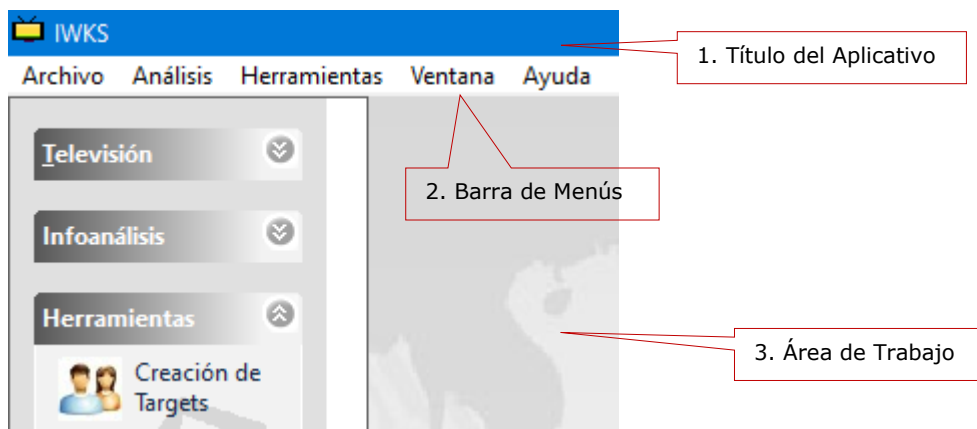 IWKS
1. Título del Aplicativo
Archivo Análisis Herramientas Ventana Ayuda
Televisión
2. Barra de Menús
Infoanálisis
Herramientas
3. Área de Trabajo
Creación de
Targets